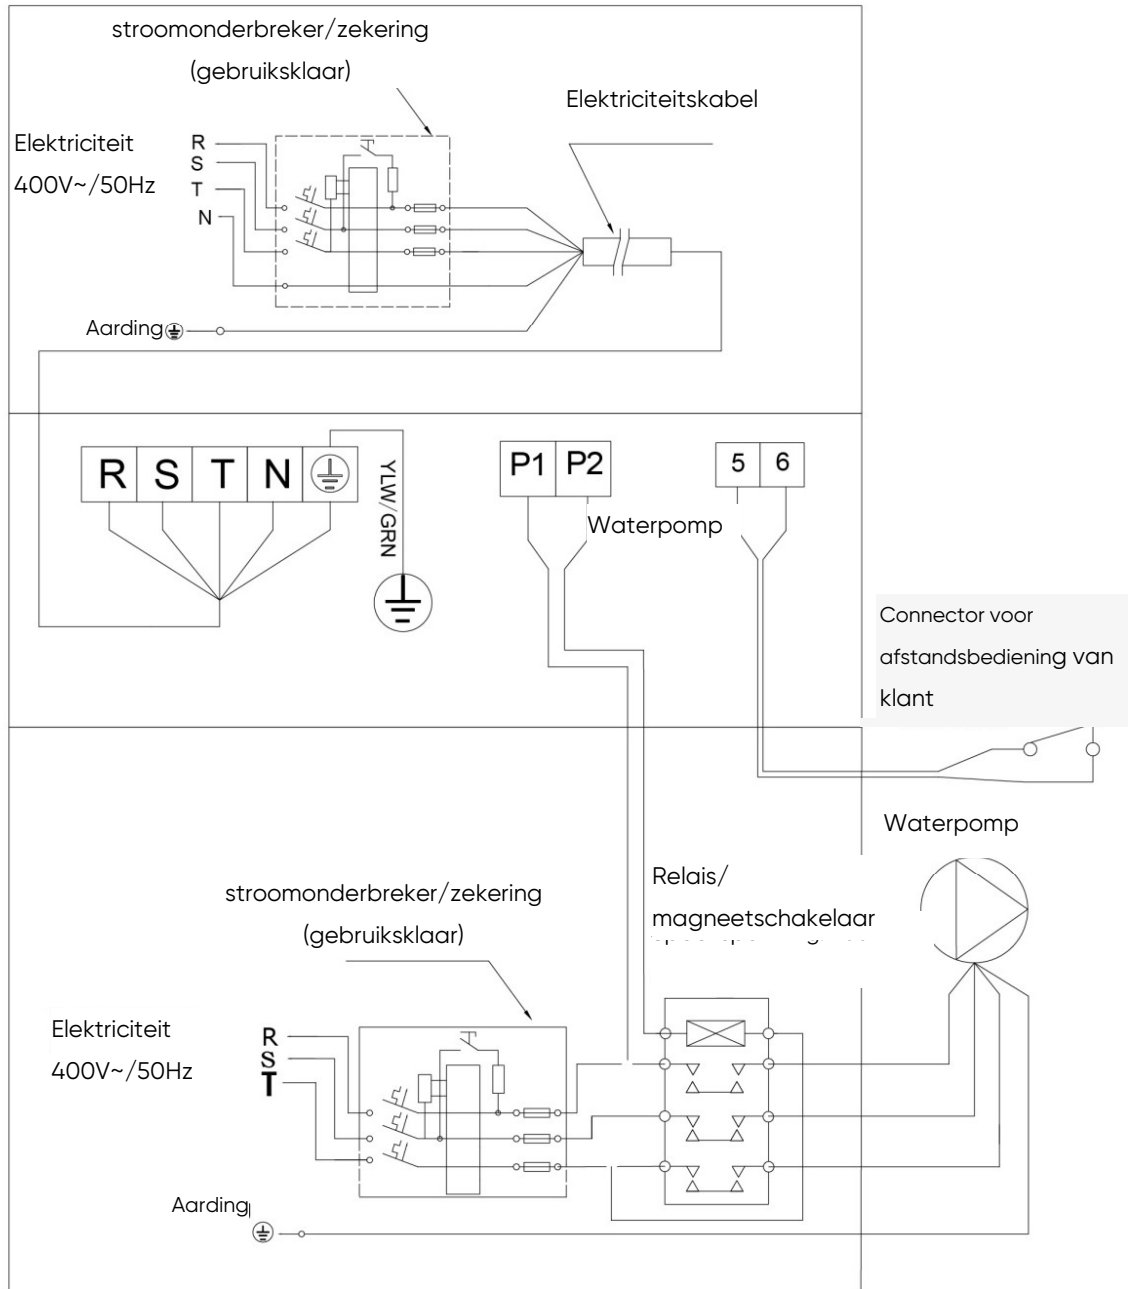 stroomonderbreker/zekering
(gebruiksklaar)
Elektriciteitskabel
Elektriciteit
400V~/50Hz
R
S
T
N
Aarding
R S T N
YLW/GRN
P1 P2
Waterpomp
5 6
Connector voor
afstandsbediening van
klant
Waterpomp
Relais/
magneetschakelaar
stroomonderbreker/zekering
(gebruiksklaar)
Elektriciteit
400V~/50Hz
R
S
T
Aarding